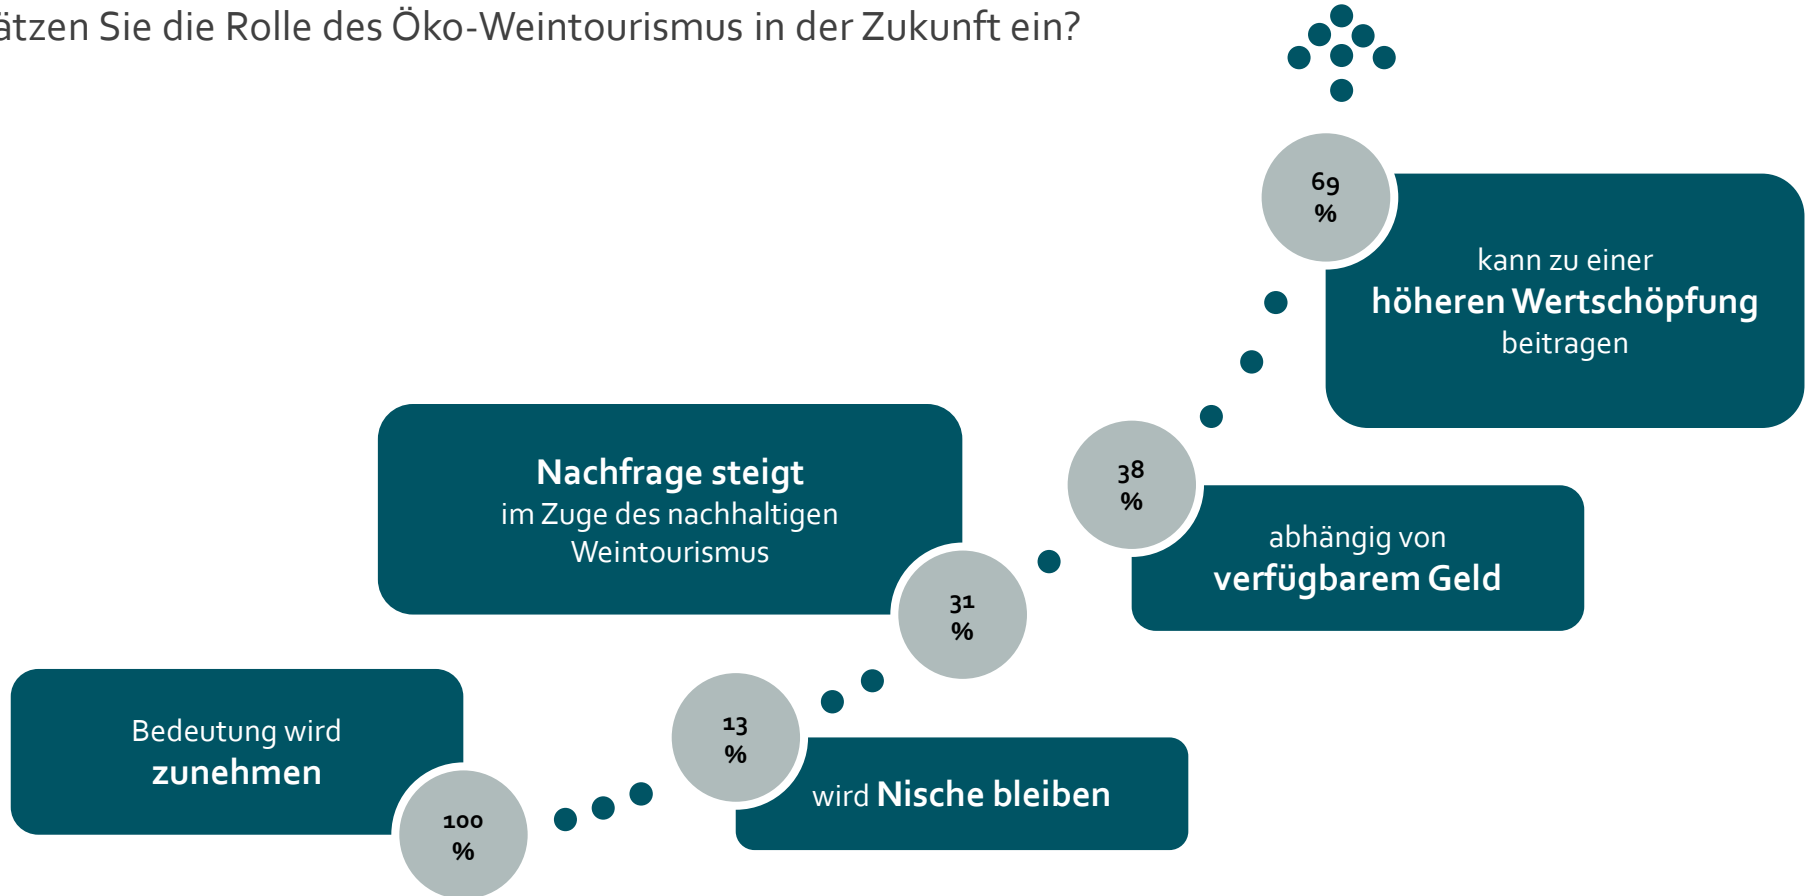 ätzen Sie die Rolle des Öko-Weintourismus in der Zukunft ein?
69
%
kann zu einer
höheren Wertschöpfung
beitragen
Nachfrage steigt
im Zuge des nachhaltigen
Weintourismus
38
%
abhängig von
verfügbarem Geld
31
%
Bedeutung wird
zunehmen
13
%
wird Nische bleiben
100
%